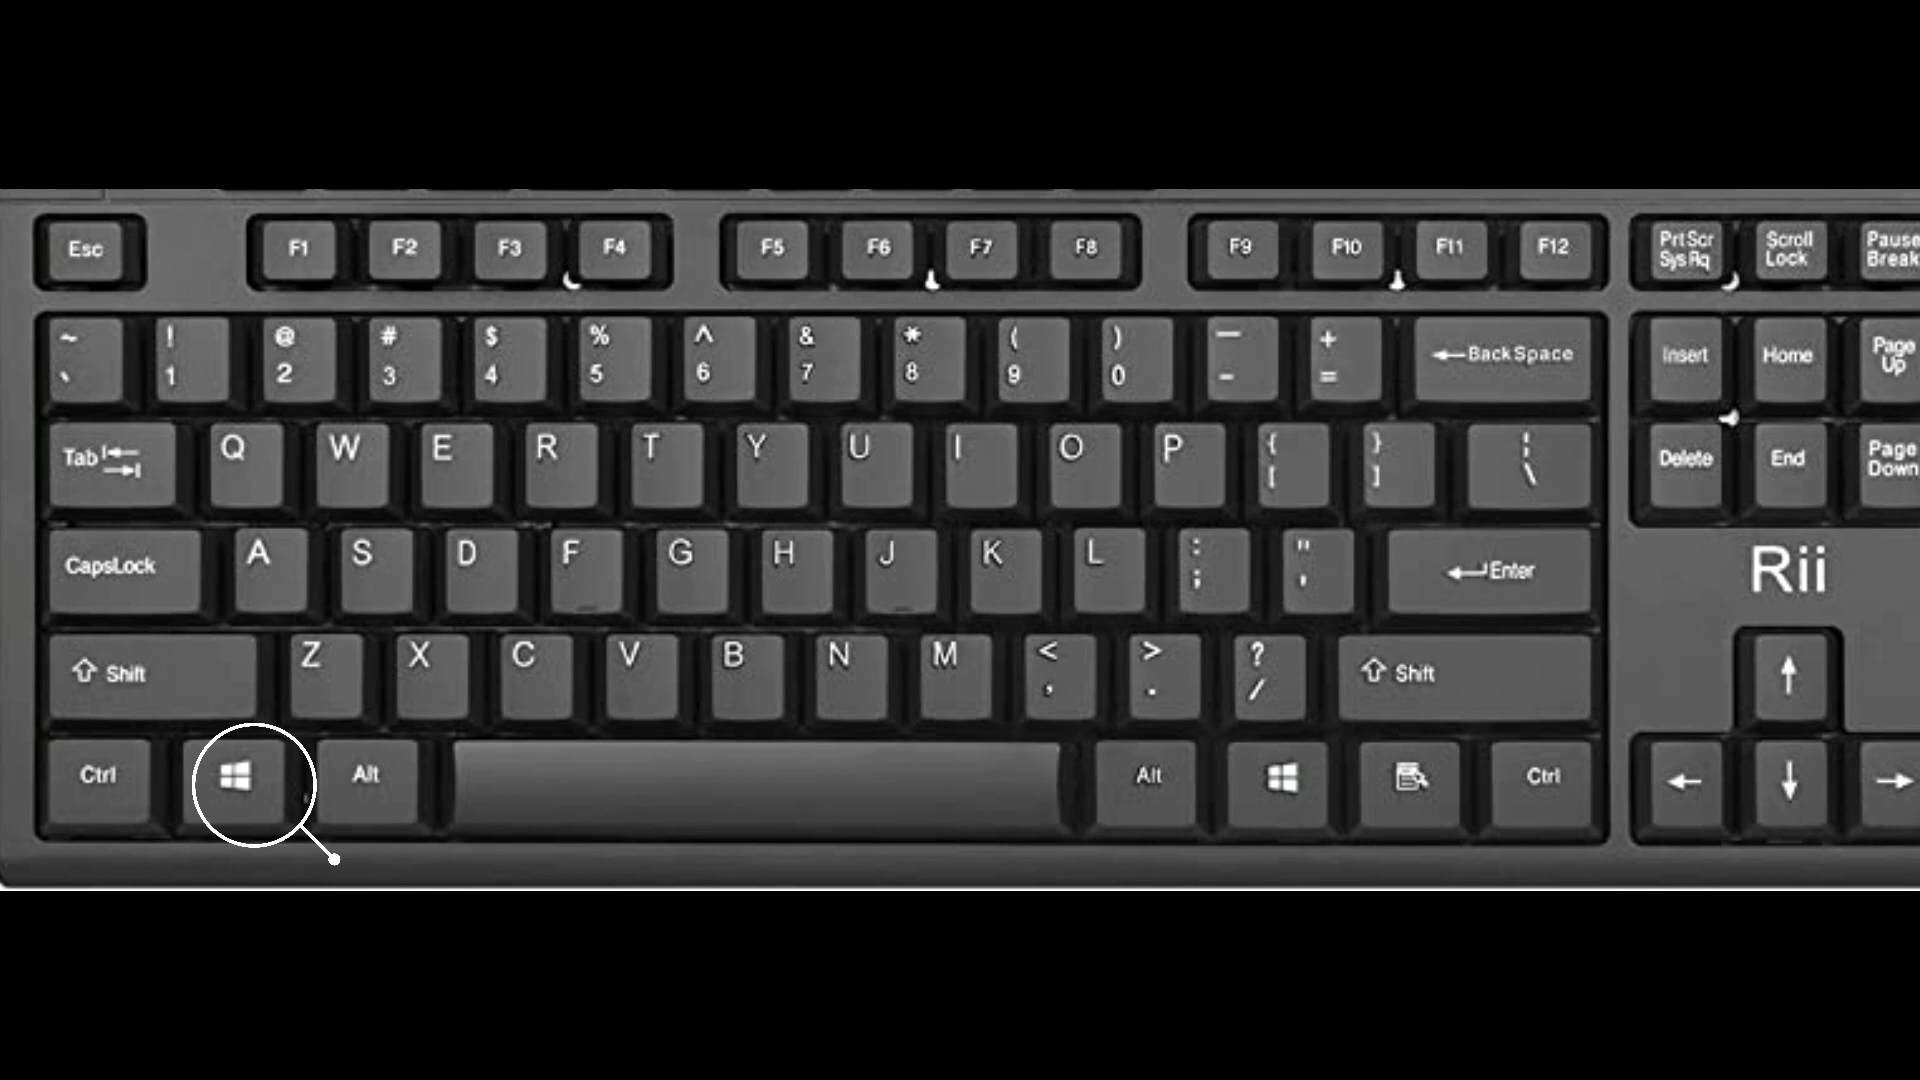 Esc F1 F2 F3 F4 F5 F6 F7 F8 F9 F10 F11 F12 PrtScr Scroll Pause
SysRq Lock Break
~ ! @ # $ % ^ & * ( ) — + ←BackSpace Insert Home Page
` 1 2 3 4 5 6 7 8 9 0 - = Up
Tab Q W E R T Y U I O P { } ¦ Delete End Page
[ ] \ Down
CapsLock A S D F G H J K L : " Enter
; '
Rii
Shift Z X C V B N M < > ? Shift ↑
, . /
Ctrl Alt Alt Ctrl ← ↓ →